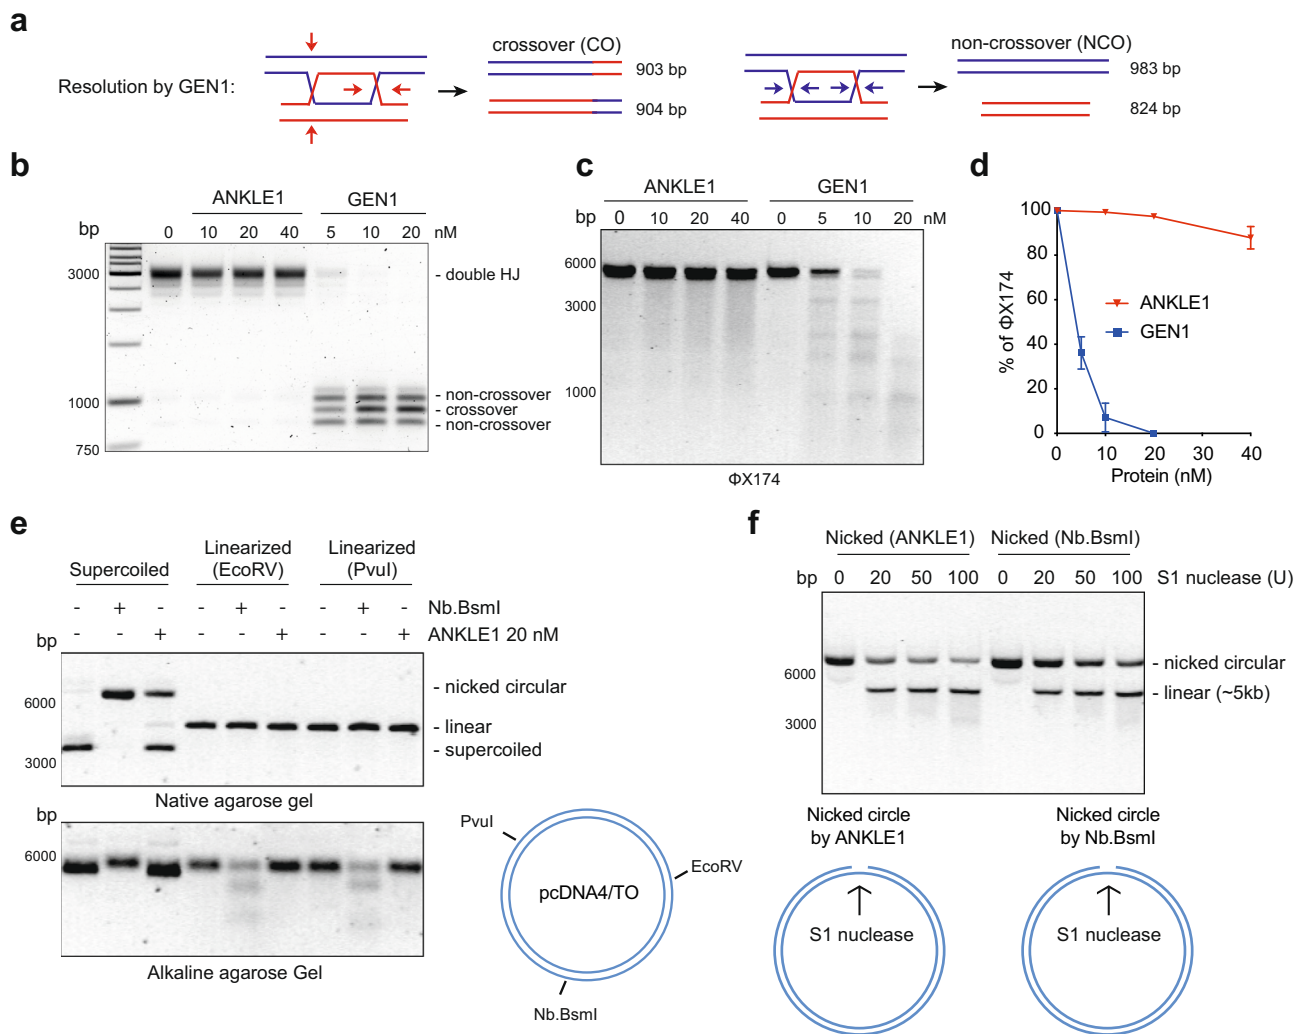 a
Resolution by GEN1:
crossover (CO)
903 bp
904 bp
non-crossover (NCO)
983 bp
824 bp
b
ANKLE1 GEN1
bp 0 10 20 40 5 10 20 nM
3000
1000
750
- double HJ
- non-crossover
- crossover
- non-crossover
c
ANKLE1 GEN1
bp 0 10 20 40 0 5 10 20 nM
6000
3000
1000
ΦX174
d
% of ΦX174
100
80
60
40
20
0
0 10 20 30 40
Protein (nM)
ANKLE1
GEN1
e
Supercoiled
Linearized
(EcoRV)
Linearized
(PvuI)
- + - - + - - + - Nb.BsmI
- - + - - + - - + ANKLE1 20 nM
bp
6000
3000
- nicked circular
- linear
- supercoiled
Native agarose gel
bp
6000
Alkaline agarose Gel
PvuI
EcoRV
pcDNA4/TO
Nb.BsmI
f
Nicked (ANKLE1) Nicked (Nb.BsmI)
bp 0 20 50 100 0 20 50 100 S1 nuclease (U)
6000
3000
- nicked circular
- linear (~5kb)
Nicked circle
by ANKLE1
S1 nuclease
Nicked circle
by Nb.BsmI
S1 nuclease